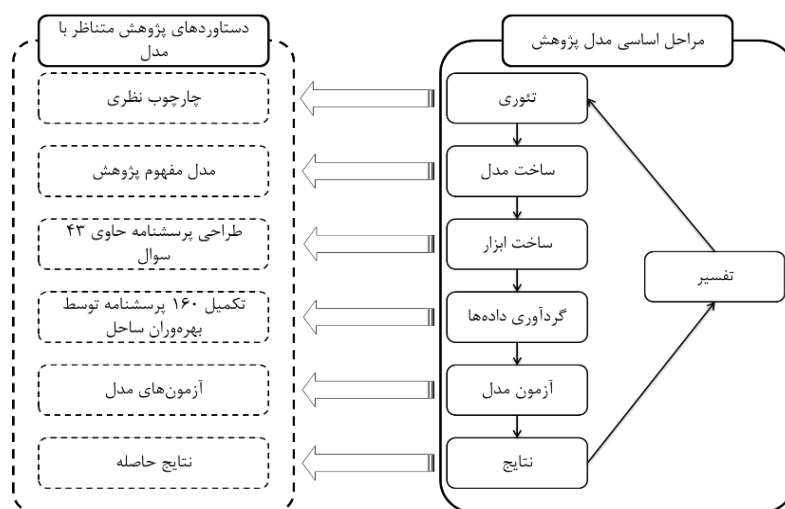 مراحل اساسی مدل پژوهش
تئوری
ساخت مدل
ساخت ابزار
گردآوری داده‌ها
آزمون مدل
نتایج
تفسیر
دستاوردهای پژوهش متناظر با
مدل
چارچوب نظری
مدل مفهوم پژوهش
طراحی پرسشنامه حاوی ۴۳
سوال
تکمیل ۱۶۰ پرسشنامه توسط
بهره‌وران ساحل
آزمون‌های مدل
نتایج حاصله